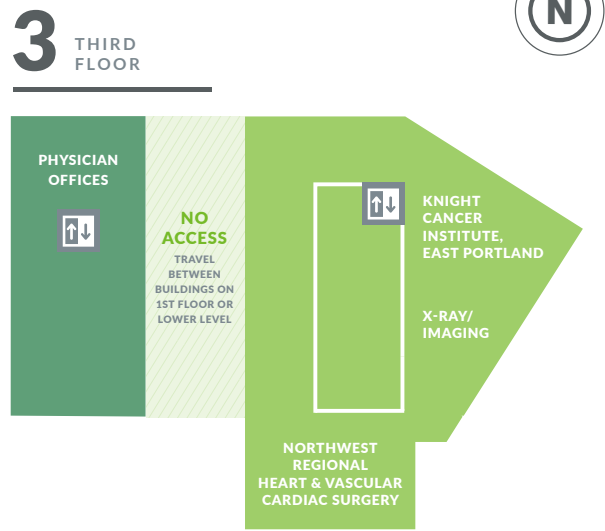 3
THIRD
FLOOR
N
PHYSICIAN
OFFICES
NO
ACCESS
TRAVEL
BETWEEN
BUILDINGS ON
1ST FLOOR OR
LOWER LEVEL
KNIGHT
CANCER
INSTITUTE,
EAST PORTLAND
X-RAY/
IMAGING
NORTHWEST
REGIONAL
HEART & VASCULAR
CARDIAC SURGERY